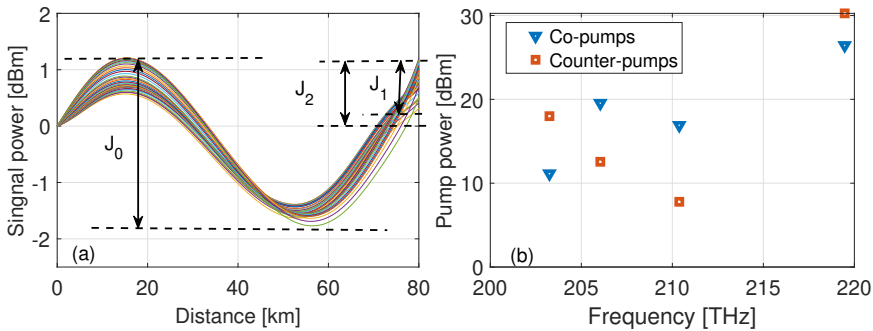 Singnal power [dBm]
1
0
-1
-2
J₀
J₂
J₁
(a)
0 20 40 60 80
Distance [km]
Pump power [dBm]
30
20
10
0
Co-pumps
Counter-pumps
(b)
200 205 210 215 220
Frequency [THz]